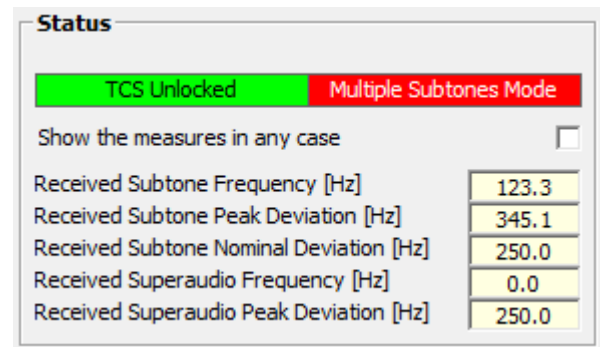 Status
TCS Unlocked Multiple Subtones Mode
Show the measures in any case
Received Subtone Frequency [Hz] 123.3
Received Subtone Peak Deviation [Hz] 345.1
Received Subtone Nominal Deviation [Hz] 250.0
Received Superaudio Frequency [Hz] 0.0
Received Superaudio Peak Deviation [Hz] 250.0